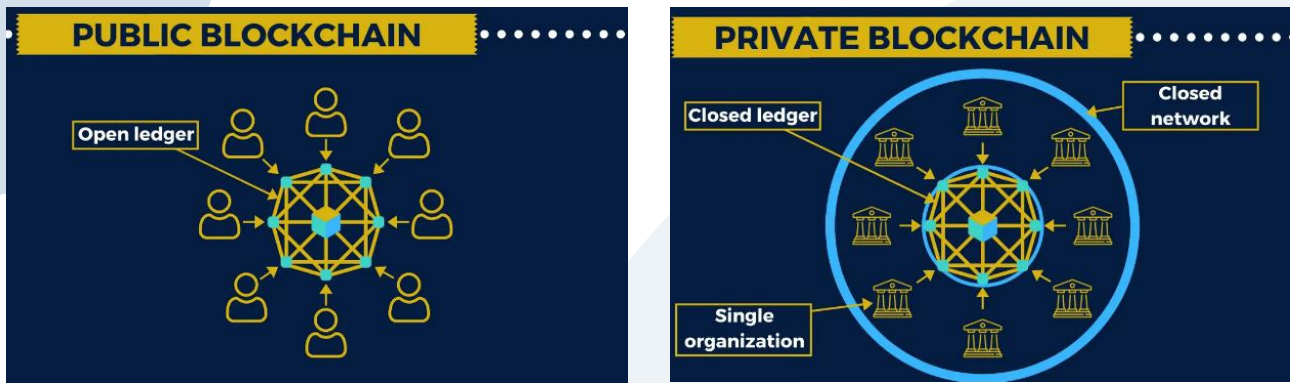 PUBLIC BLOCKCHAIN
Open ledger
PRIVATE BLOCKCHAIN
Closed ledger
Closed
network
Single
organization